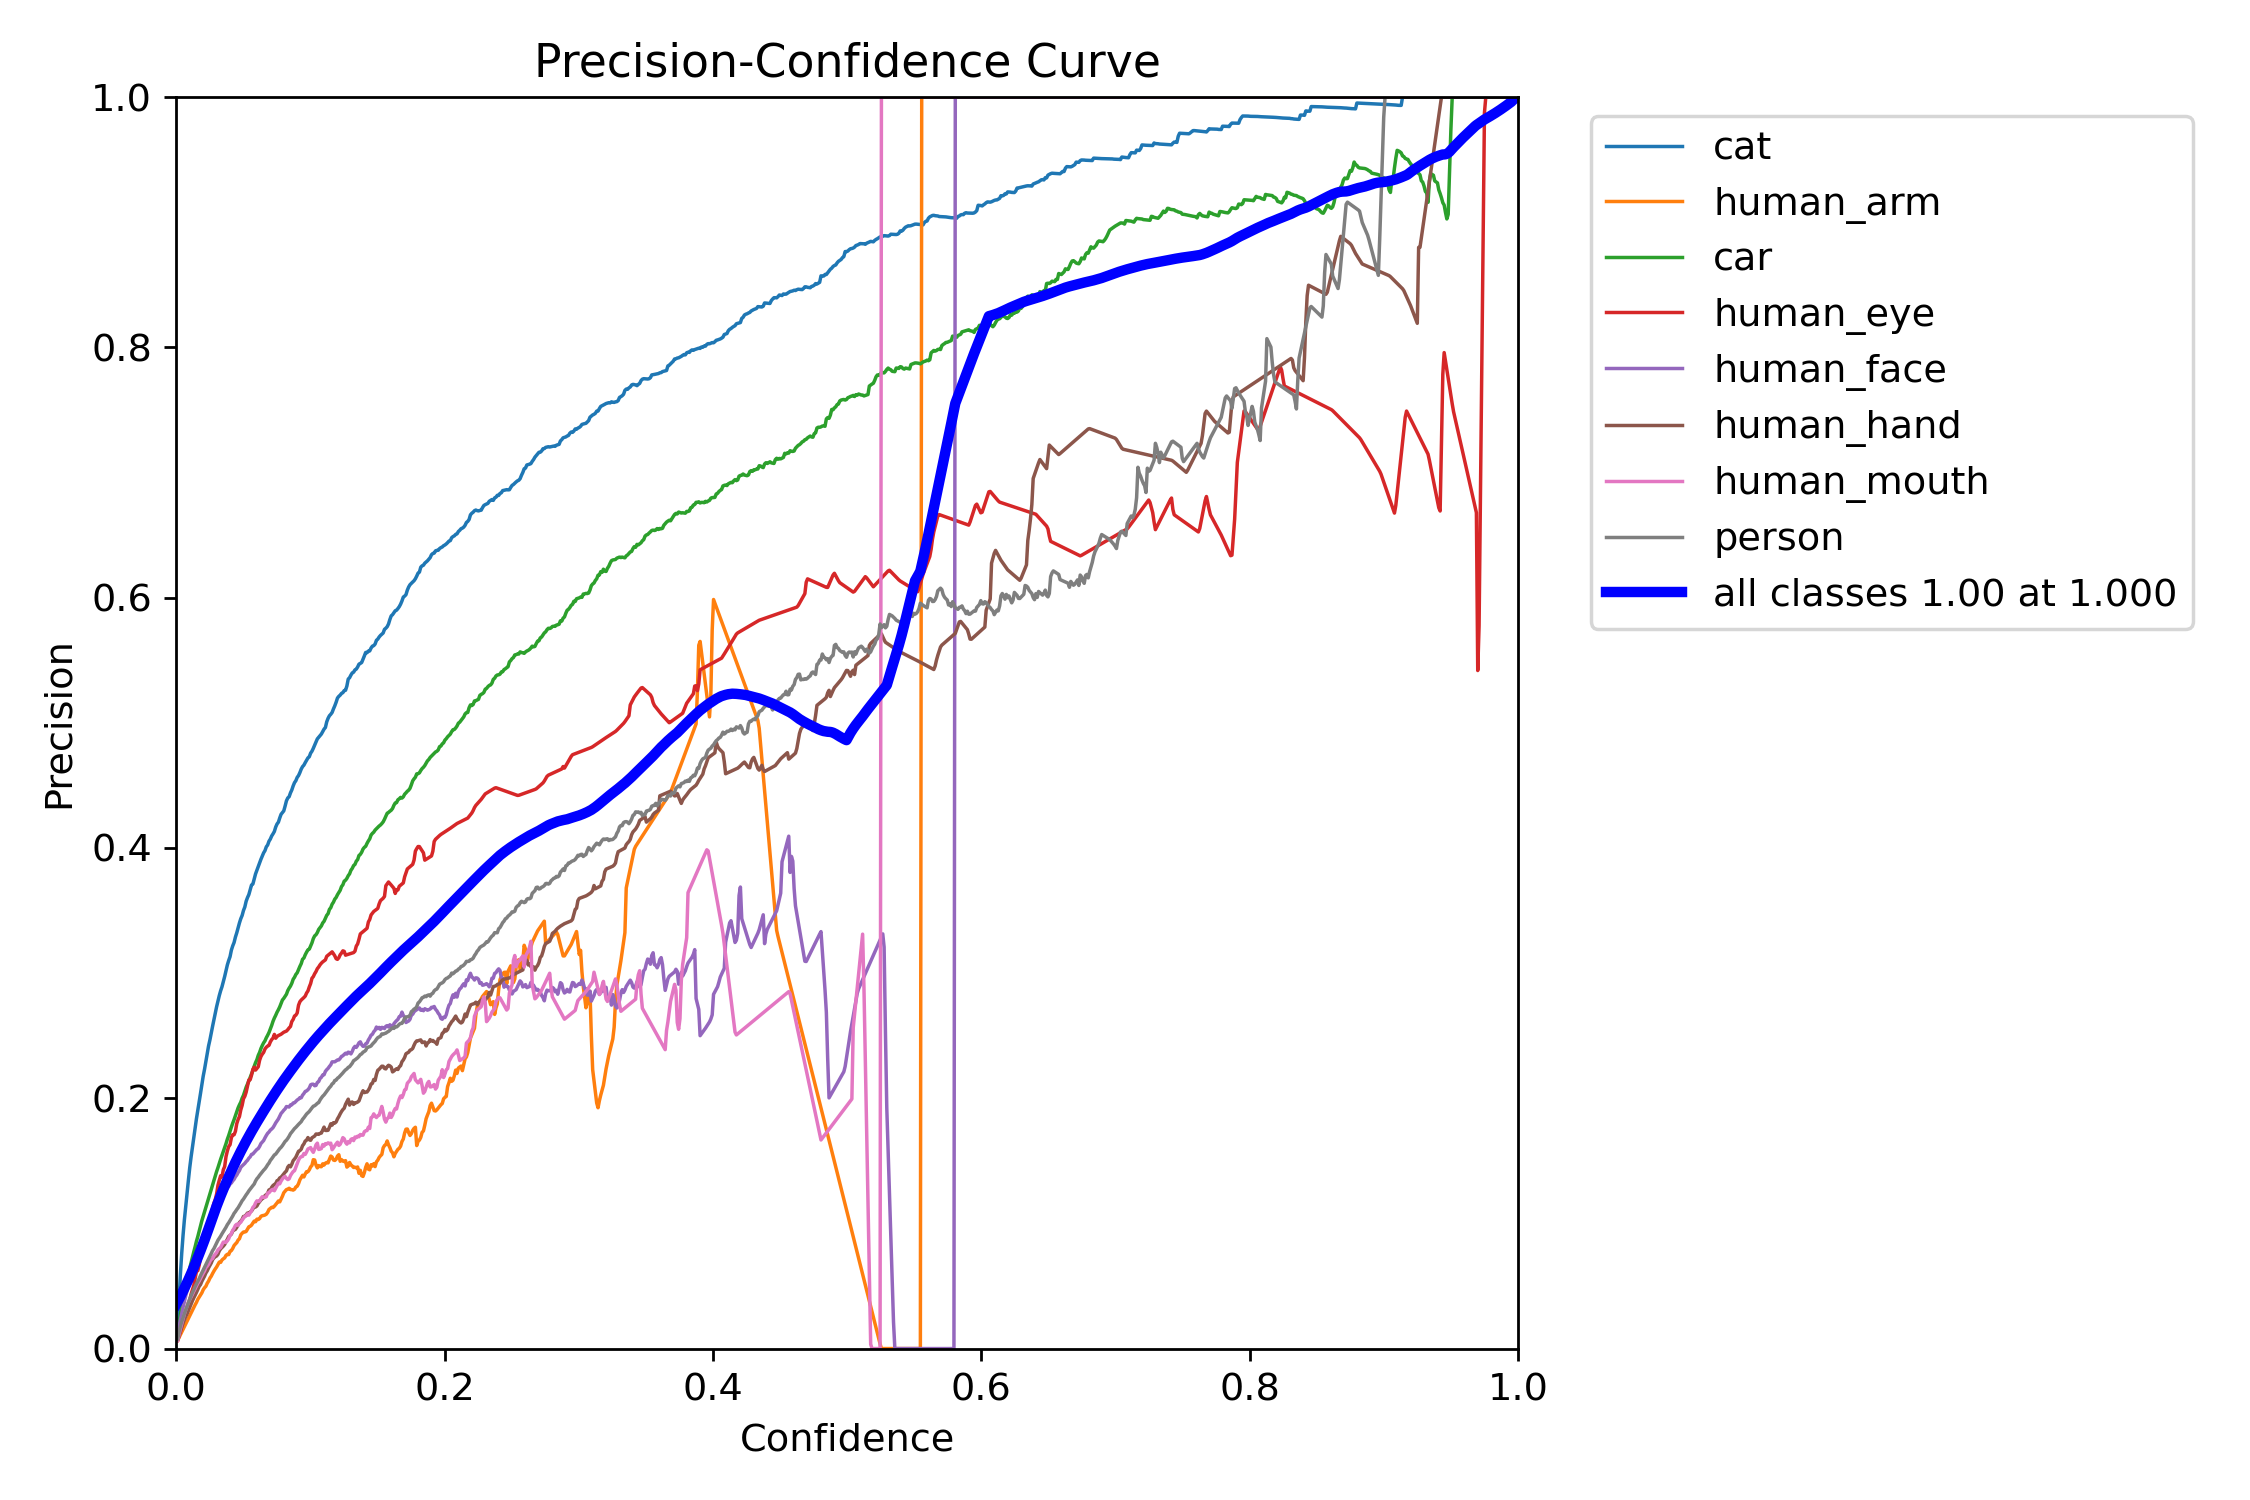 Precision-Confidence Curve
1.0
0.8
0.6
0.4
0.2
0.0
Precision
0.0 0.2 0.4 0.6 0.8 1.0
Confidence
cat
human_arm
car
human_eye
human_face
human_hand
human_mouth
person
all classes 1.00 at 1.000